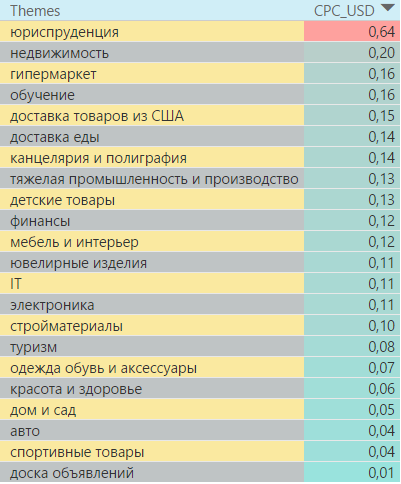 Themes CPC_USD
юриспруденция 0,64
недвижимость 0,20
гипермаркет 0,16
обучение 0,16
доставка товаров из США 0,15
доставка еды 0,14
канцелярия и полиграфия 0,14
тяжелая промышленность и производство 0,13
детские товары 0,13
финансы 0,12
мебель и интерьер 0,12
ювелирные изделия 0,11
IT 0,11
электроника 0,11
стройматериалы 0,10
туризм 0,08
одежда обувь и аксессуары 0,07
красота и здоровье 0,06
дом и сад 0,05
авто 0,04
спортивные товары 0,04
доска объявлений 0,01